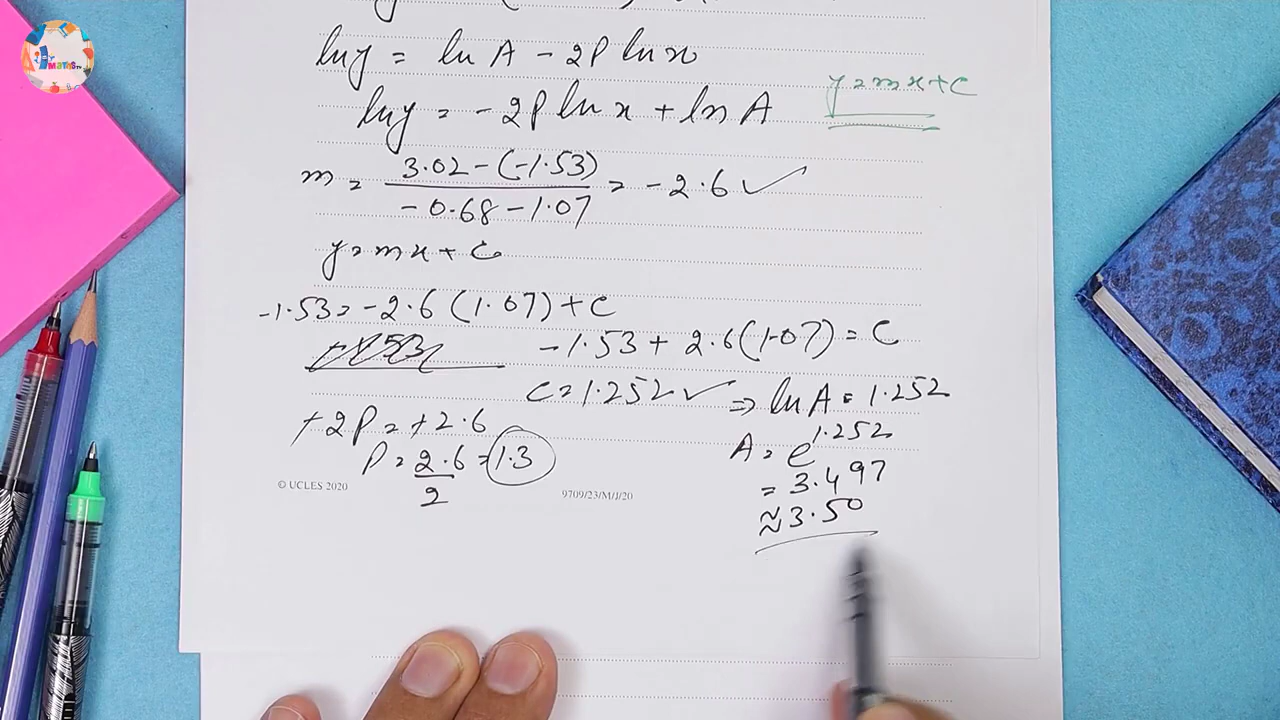 ln y = ln A - 2P ln x
y = mx + c
ln y = -2P ln x + ln A
m = 3.02 - (-1.53) / -0.68 - 1.07 = -2.6 ✓
y = mx + c
-1.53 = -2.6 (1.07) + C
-1.53 + 2.6(1.07) = C
C = 1.252 ✓ ⇒ ln A = 1.252
+2P = +2.6
A = e^1.252
P = 2.6 / 2 = 1.3
= 3.497
≈ 3.50
© UCLES 2020
9709/23/M/J/20
MATHS